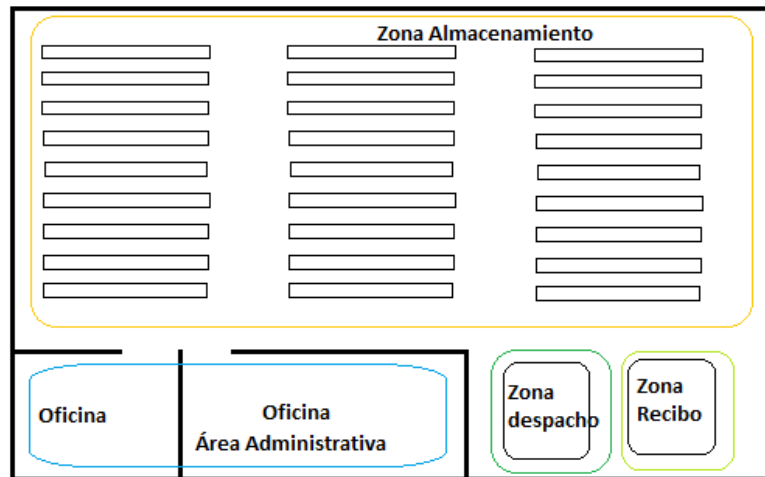 Zona Almacenamiento
Oficina
Oficina
Área Administrativa
Zona
despacho
Zona
Recibo